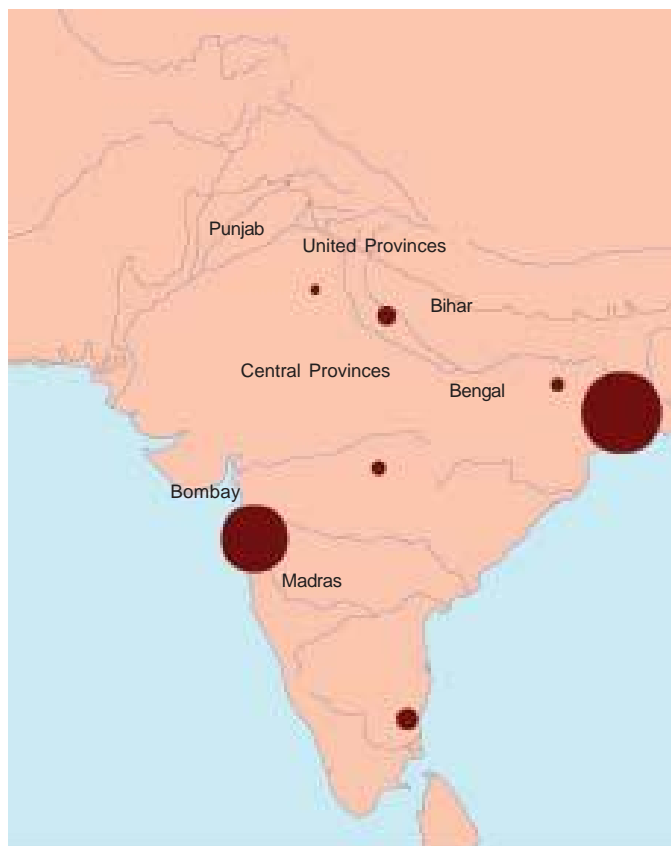 Punjab
United Provinces
Bihar
Central Provinces
Bengal
Bombay
Madras